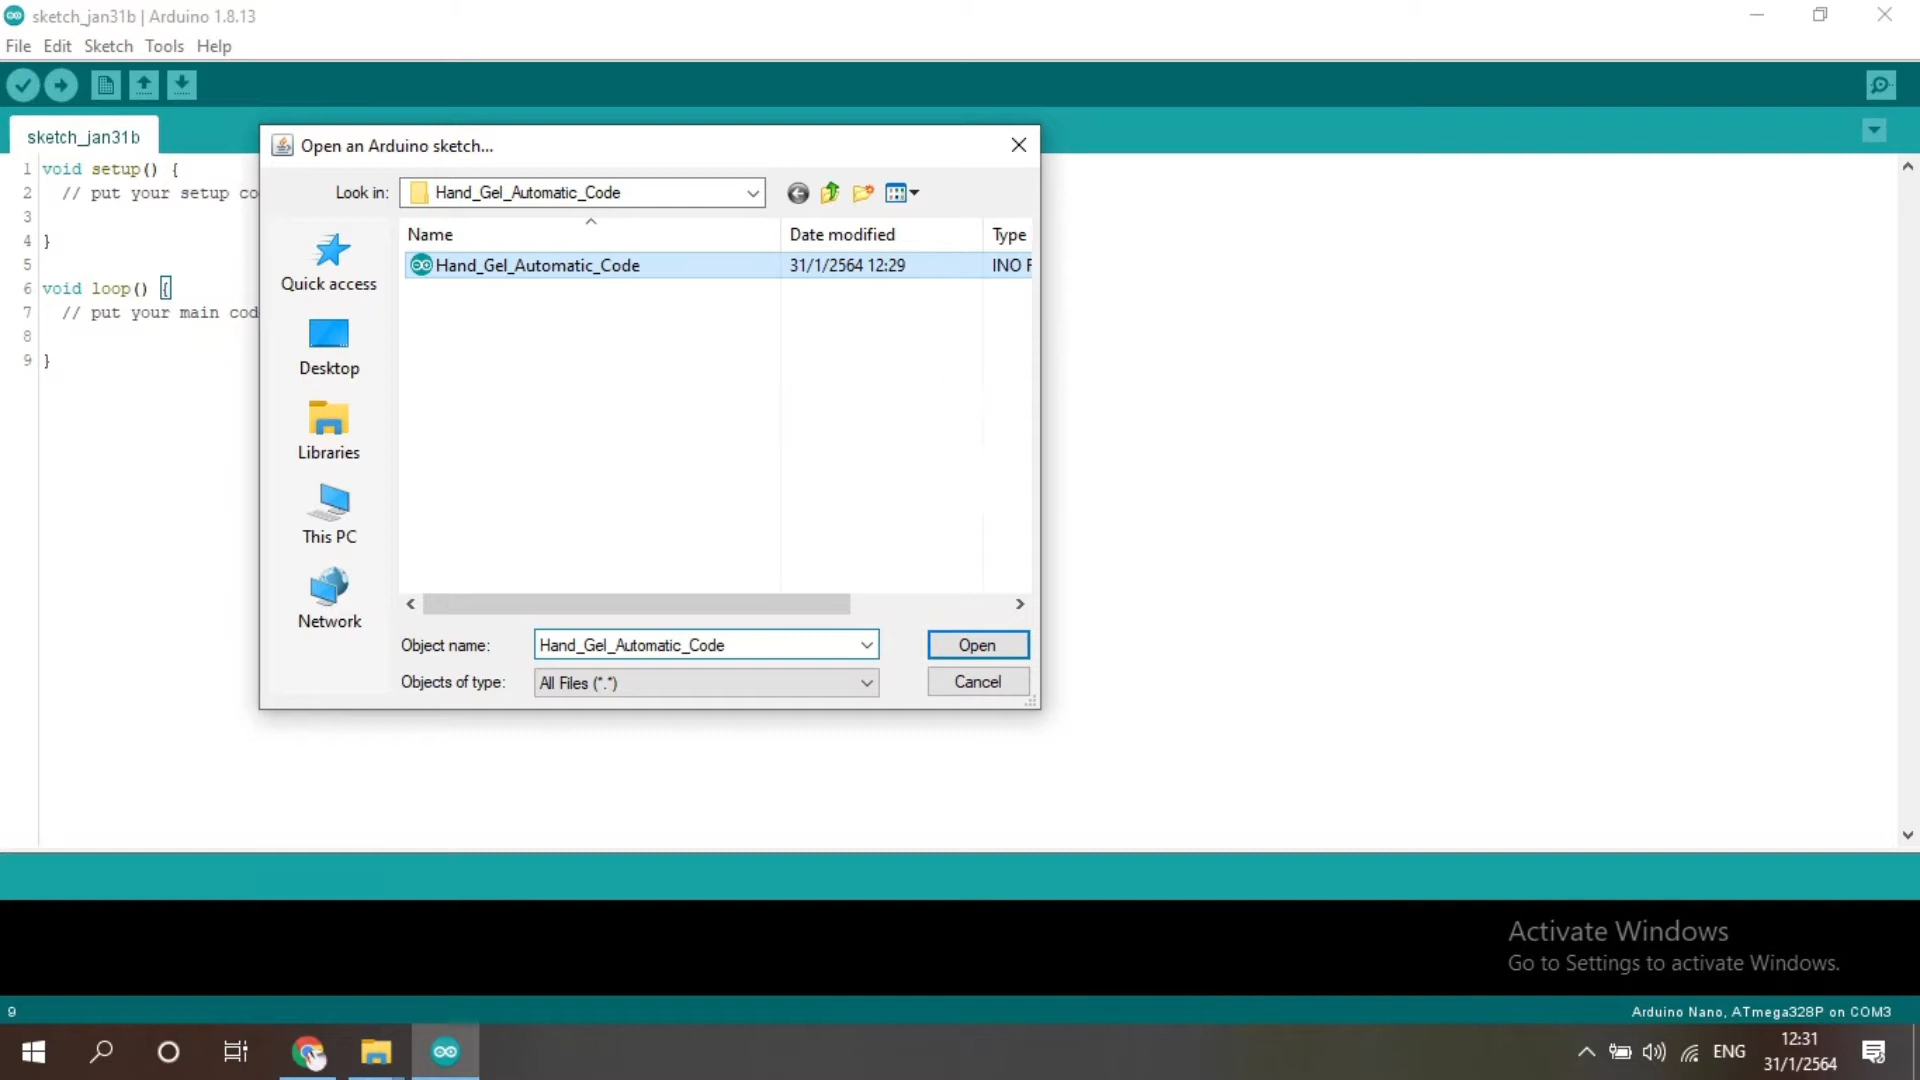 sketch_jan31b | Arduino 1.8.13
File Edit Sketch Tools Help
sketch_jan31b
1 void setup() {
2 // put your setup co
3
4 }
5
6 void loop() {
7 // put your main cod
8
9 }
Open an Arduino sketch...
Look in: Hand_Gel_Automatic_Code
Name Date modified Type
Hand_Gel_Automatic_Code 31/1/2564 12:29 INO F
Quick access
Desktop
Libraries
This PC
Network
Object name: Hand_Gel_Automatic_Code Open
Objects of type: All Files (*.*) Cancel
Activate Windows
Go to Settings to activate Windows.
9 Arduino Nano, ATmega328P on COM3
ENG
12:31
31/1/2564